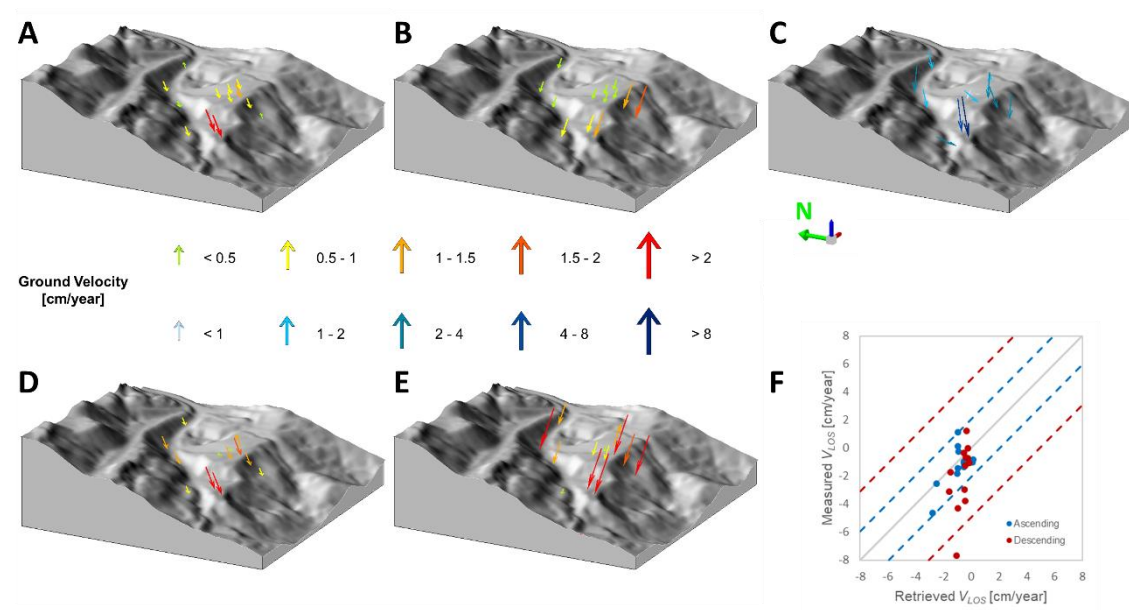 A
B
C
N
Ground Velocity
[cm/year]
< 0.5
0.5 - 1
1 - 1.5
1.5 - 2
> 2
< 1
1 - 2
2 - 4
4 - 8
> 8
D
E
F
Measured VLOS [cm/year]
8
6
4
2
0
-2
-4
-6
-8
Ascending
Descending
-8 -6 -4 -2 0 2 4 6 8
Retrieved VLOS [cm/year]